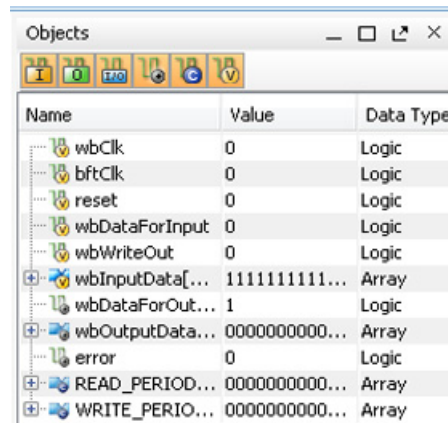 Objects
I O I/O C V
Name Value Data Type
wbClk 0 Logic
bftClk 0 Logic
reset 0 Logic
wbDataForInput 0 Logic
wbWriteOut 0 Logic
wbInputData[... 1111111111... Array
wbDataForOut... 1 Logic
wbOutputData... 0000000000... Array
error 0 Logic
READ_PERIOD... 0000000000... Array
WRITE_PERIO... 0000000000... Array